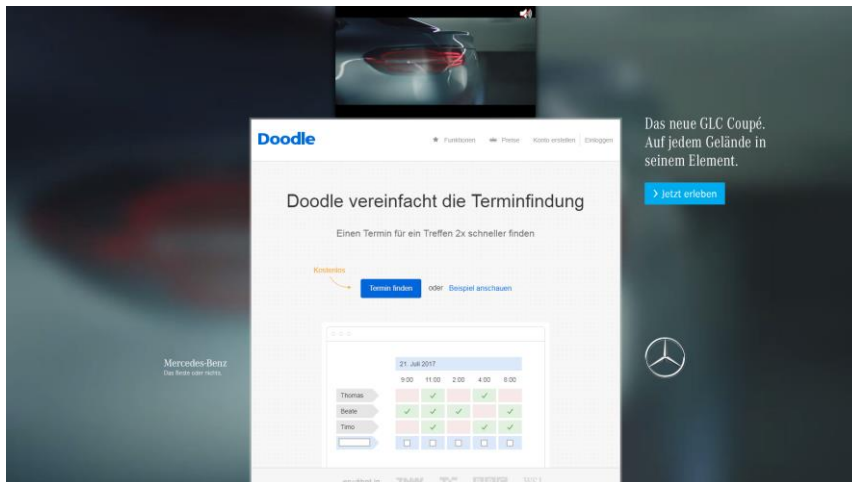 Doodle
Funktionen
Preise
Konto erstellen
Einloggen
Doodle vereinfacht die Terminfindung
Einen Termin für ein Treffen 2x schneller finden
Kostenlos
Termin finden oder Beispiel anschauen
21. Juli 2017
9:00 11:00 2:00 4:00 8:00
Thomas
Beate
Timo
Das neue GLC Coupé.
Auf jedem Gelände in
seinem Element.
Jetzt erleben
Mercedes-Benz
Das Beste oder nichts.